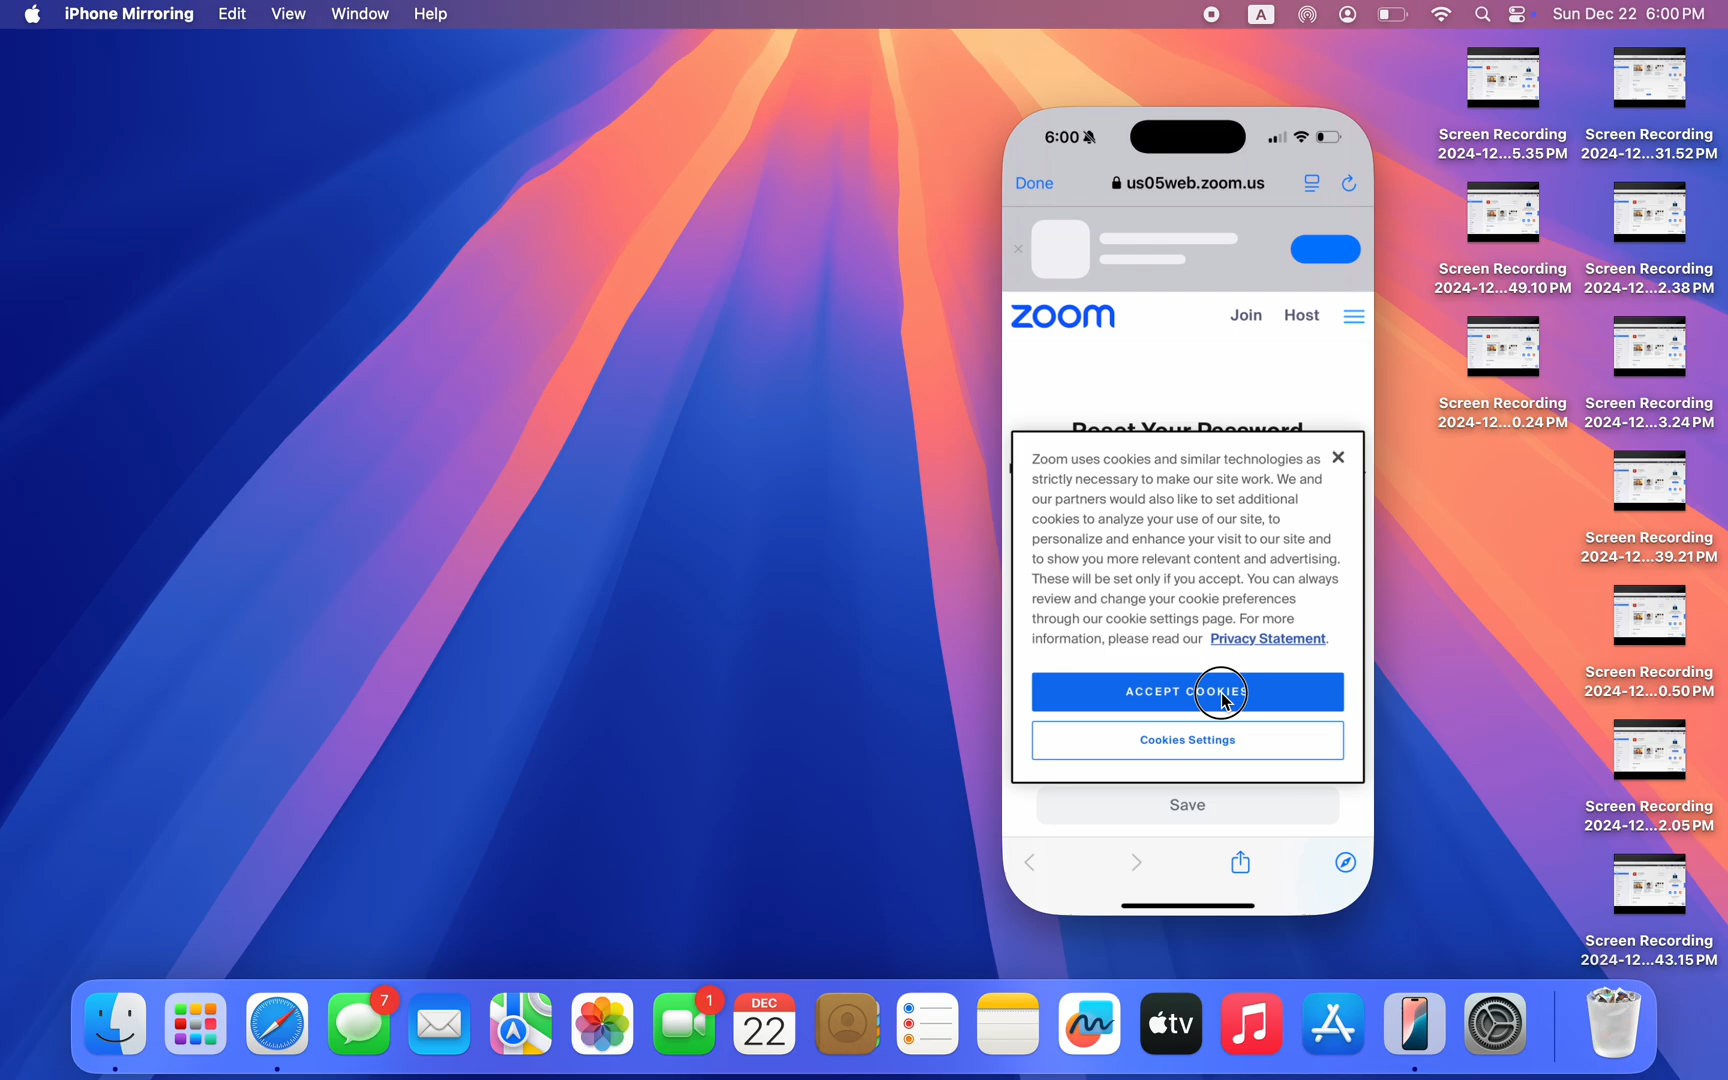 iPhone Mirroring Edit View Window Help A Sun Dec 22 6:00 PM
6:00
Done us05web.zoom.us
zoom Join Host
Reset Your Password
Zoom uses cookies and similar technologies as
strictly necessary to make our site work. We and
our partners would also like to set additional
cookies to analyze your use of our site, to
personalize and enhance your visit to our site and
to show you more relevant content and advertising.
These will be set only if you accept. You can always
review and change your cookie preferences
through our cookie settings page. For more
information, please read our Privacy Statement.
ACCEPT COOKIES
Cookies Settings
Save
Screen Recording
2024-12...5.35 PM
Screen Recording
2024-12...31.52 PM
Screen Recording
2024-12...49.10 PM
Screen Recording
2024-12...2.38 PM
Screen Recording
2024-12...0.24 PM
Screen Recording
2024-12...3.24 PM
Screen Recording
2024-12...39.21 PM
Screen Recording
2024-12...0.50 PM
Screen Recording
2024-12...2.05 PM
Screen Recording
2024-12...43.15 PM
7
1
DEC
22
tv